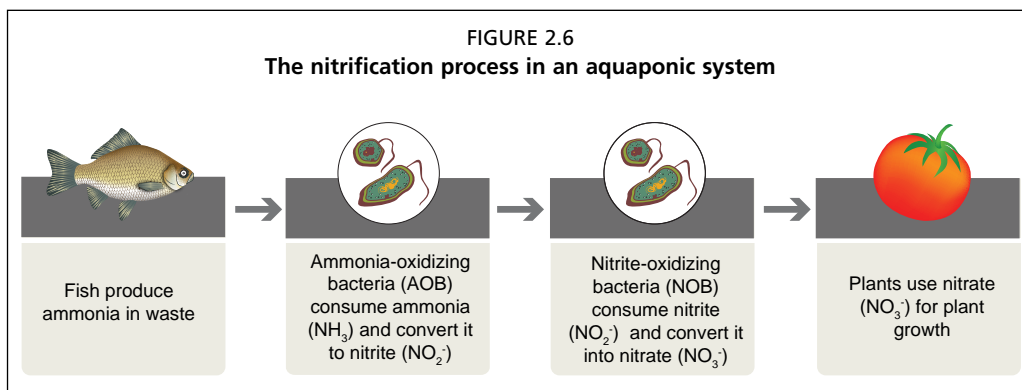 FIGURE 2.6
The nitrification process in an aquaponic system
Fish produce
ammonia in waste
Ammonia-oxidizing
bacteria (AOB)
consume ammonia
(NH₃) and convert it
to nitrite (NO₂⁻)
Nitrite-oxidizing
bacteria (NOB)
consume nitrite
(NO₂⁻) and convert it
into nitrate (NO₃⁻)
Plants use nitrate
(NO₃⁻) for plant
growth